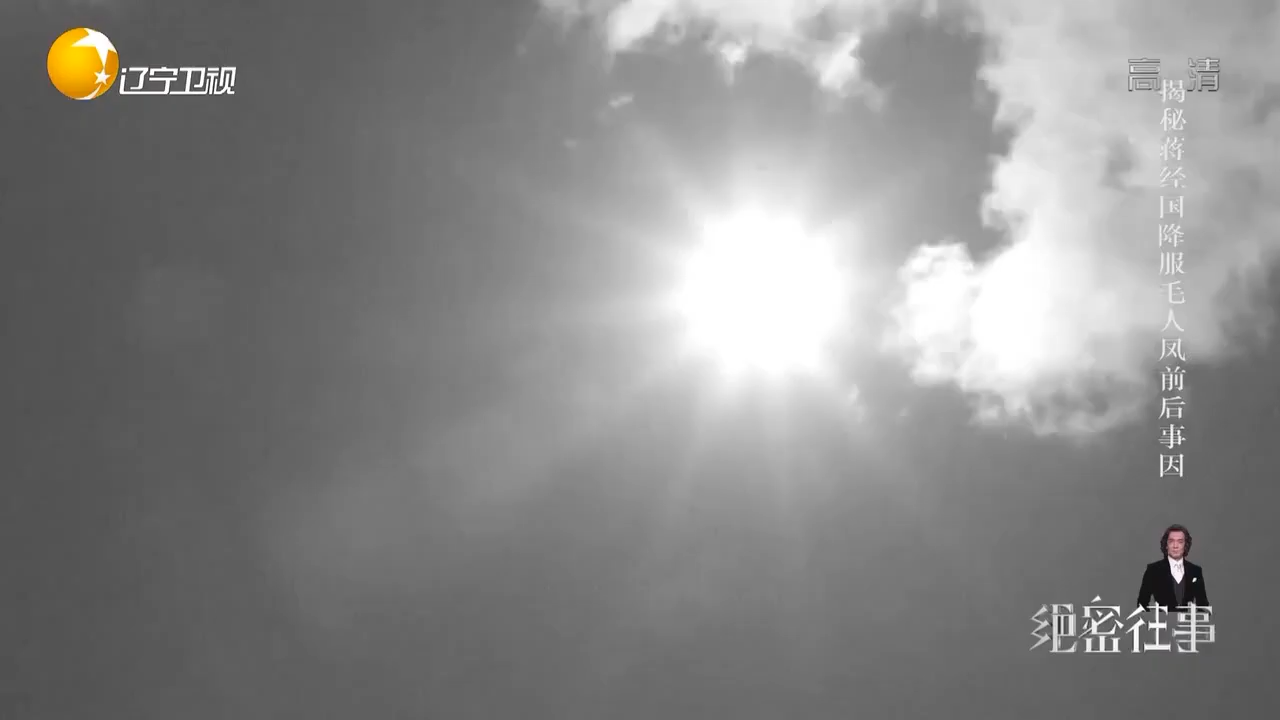 辽宁卫视
高清
揭秘蒋经国降服毛人凤前后事因
绝密往事